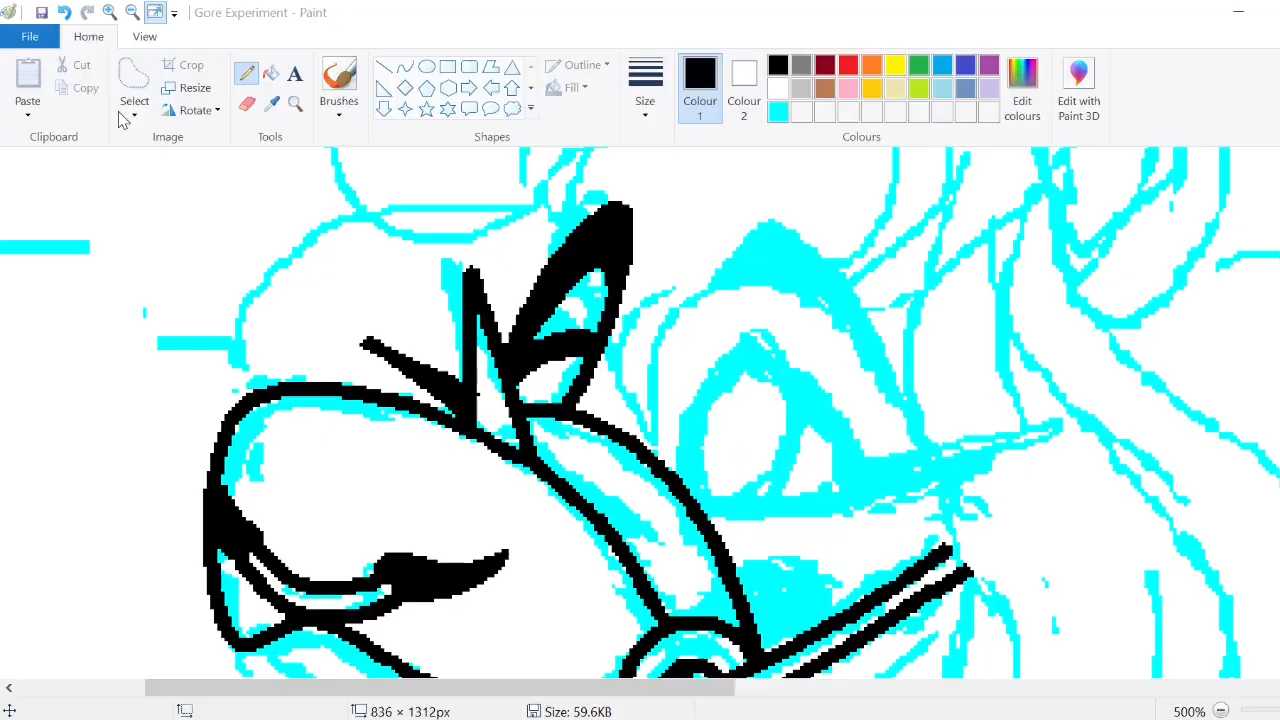 Gore Experiment - Paint
File Home View
Paste Cut Copy
Clipboard
Select Crop Resize Rotate
Image
A
Tools
Brushes
Outline Fill
Shapes
Size
Colour 1
Colour 2
Edit colours
Edit with Paint 3D
Colours
836 × 1312px Size: 59.6KB 500%